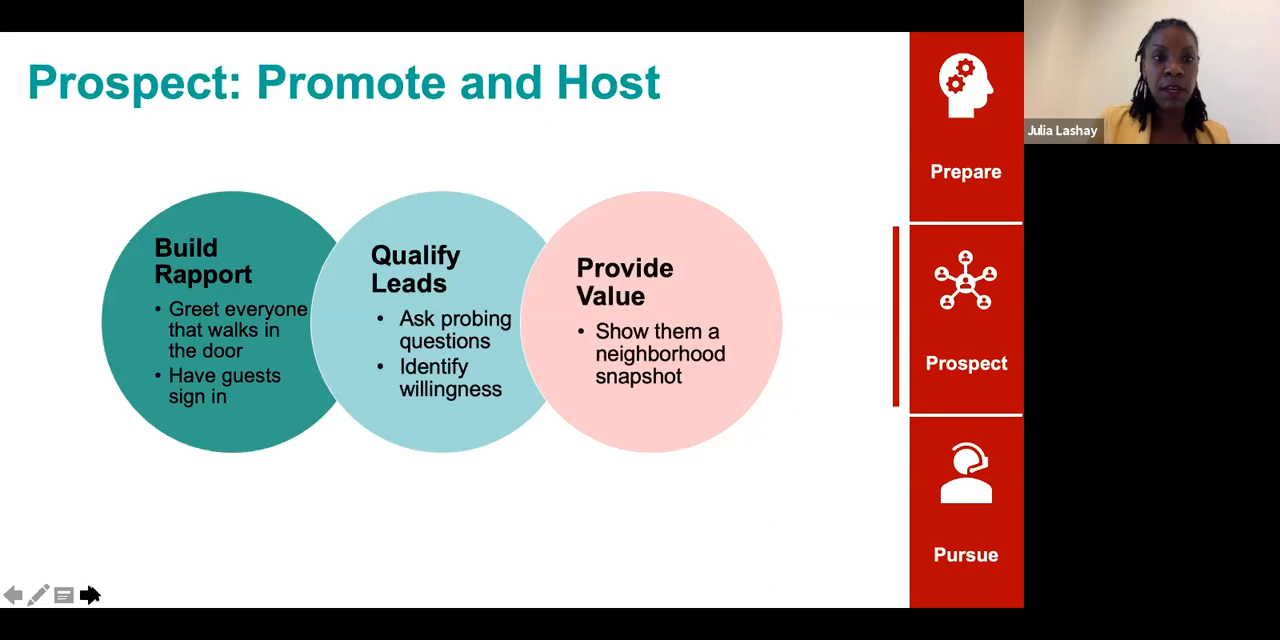 Prospect: Promote and Host
Build
Rapport
• Greet everyone
that walks in
the door
• Have guests
sign in
Qualify
Leads
• Ask probing
questions
• Identify
willingness
Provide
Value
• Show them a
neighborhood
snapshot
Prepare
Prospect
Pursue
Julia Lashay